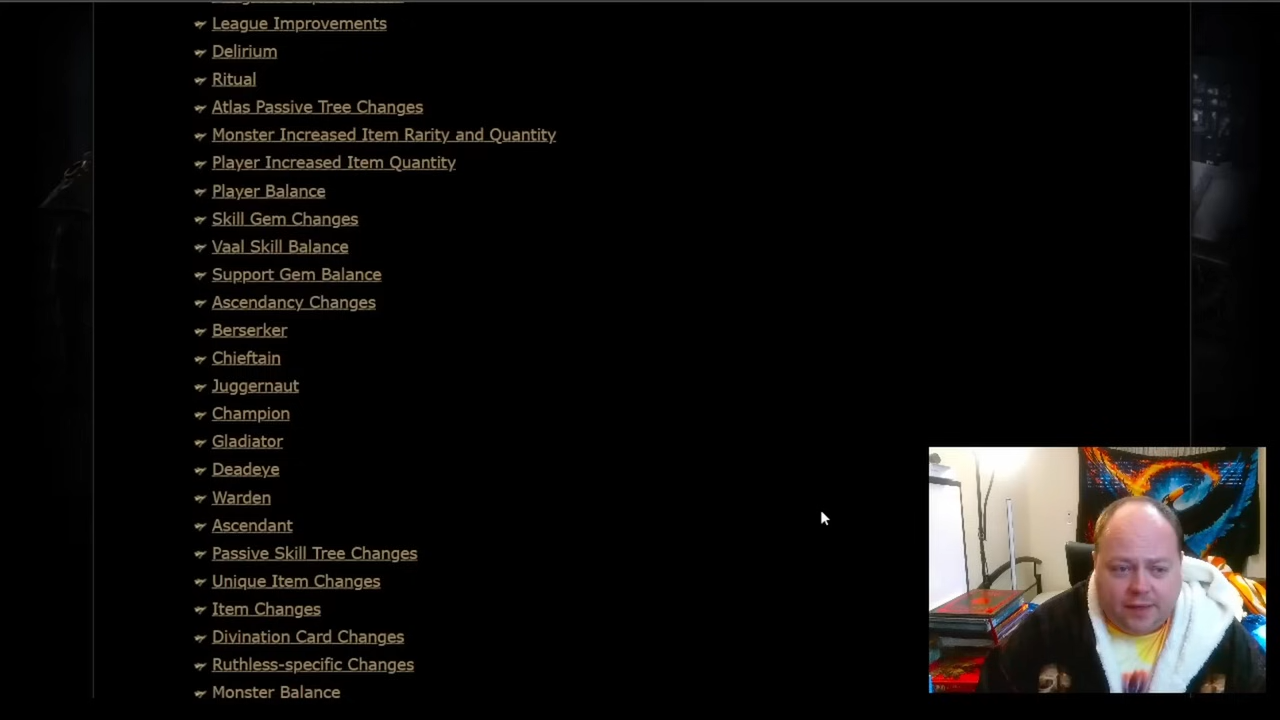 League Improvements
Delirium
Ritual
Atlas Passive Tree Changes
Monster Increased Item Rarity and Quantity
Player Increased Item Quantity
Player Balance
Skill Gem Changes
Vaal Skill Balance
Support Gem Balance
Ascendancy Changes
Berserker
Chieftain
Juggernaut
Champion
Gladiator
Deadeye
Warden
Ascendant
Passive Skill Tree Changes
Unique Item Changes
Item Changes
Divination Card Changes
Ruthless-specific Changes
Monster Balance